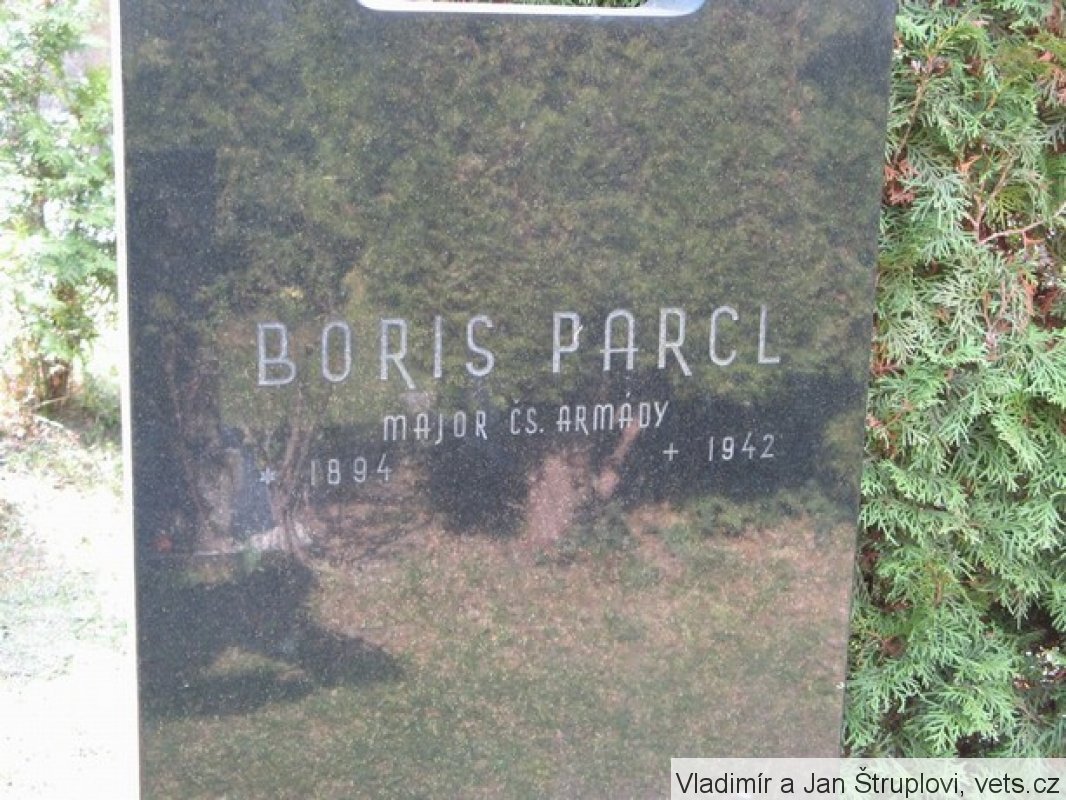 BORIS PARCL
MAJOR ČS. ARMÁDY
* 1894 + 1942
Vladimír a Jan Štruplovi, vets.cz